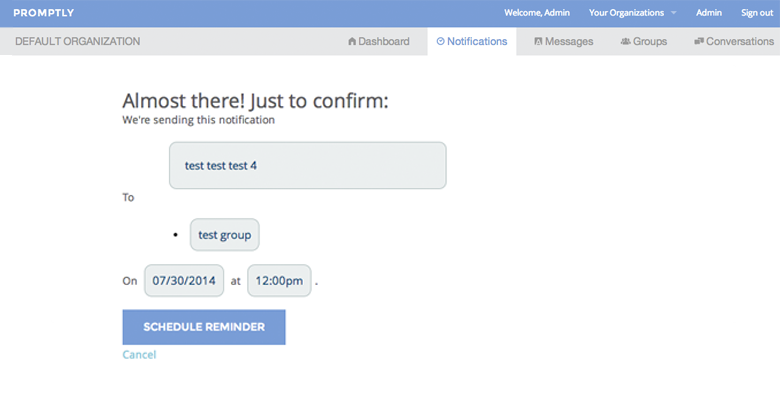 PROMPTLY Welcome, Admin Your Organizations Admin Sign out
DEFAULT ORGANIZATION Dashboard Notifications Messages Groups Conversations
Almost there! Just to confirm:
We're sending this notification
test test test 4
To
• test group
On 07/30/2014 at 12:00pm .
SCHEDULE REMINDER
Cancel